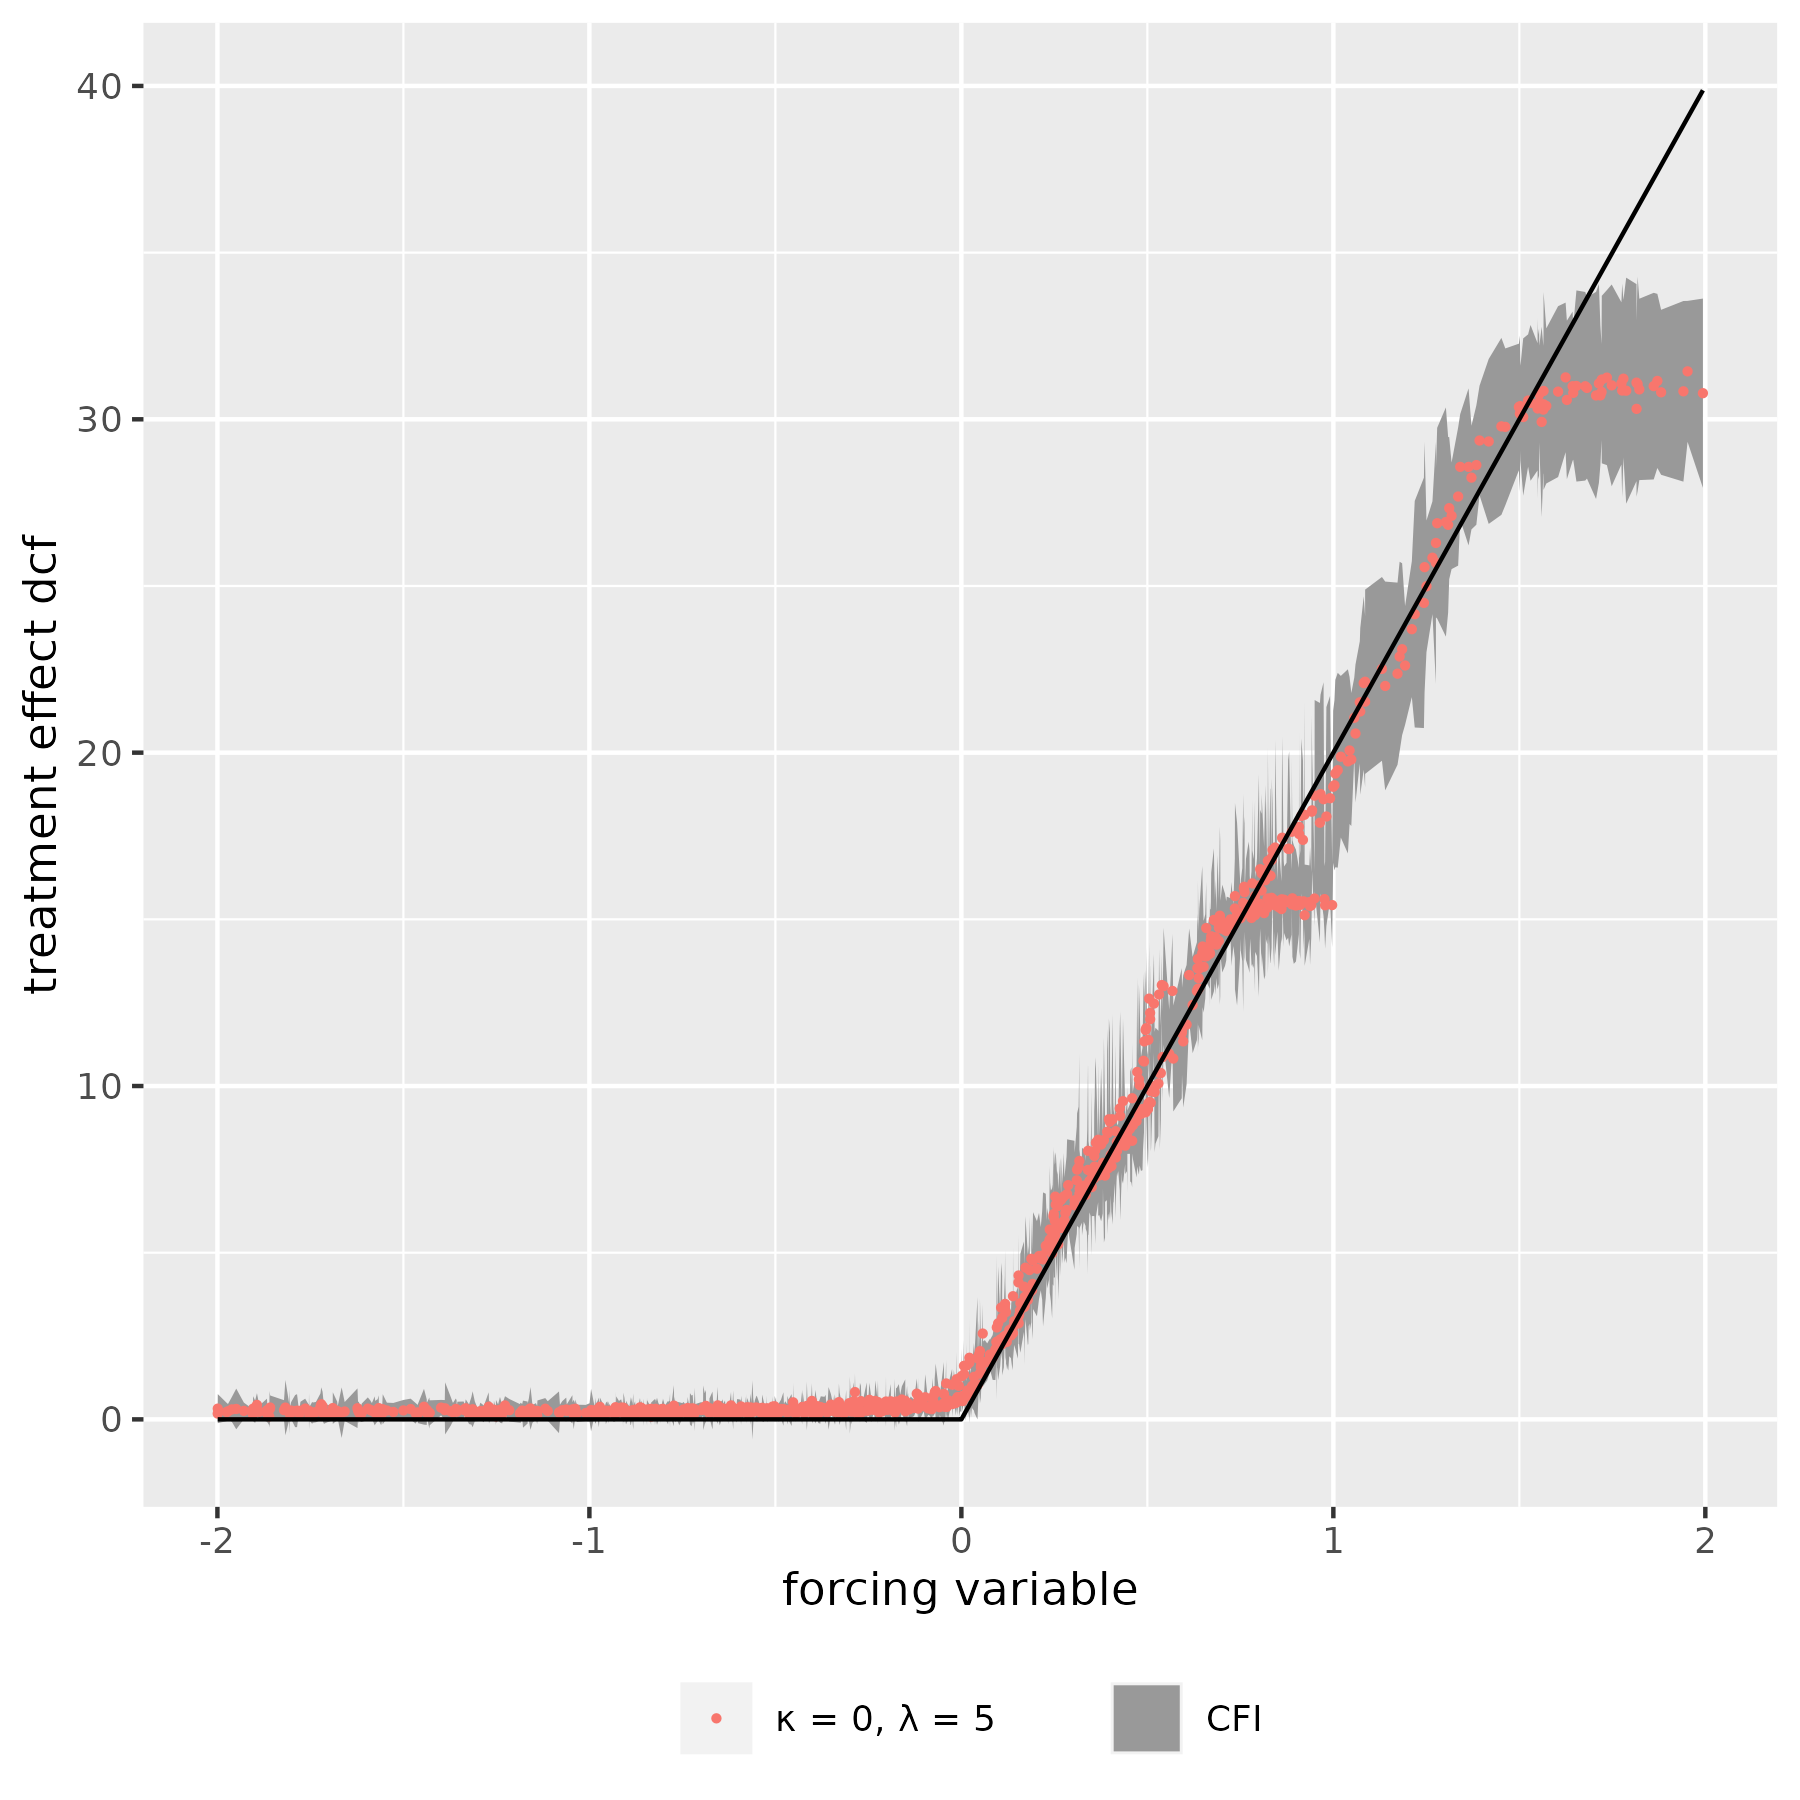 40
30
20
10
0
treatment effect dcf
-2 -1 0 1 2
forcing variable
κ = 0, λ = 5 CFI